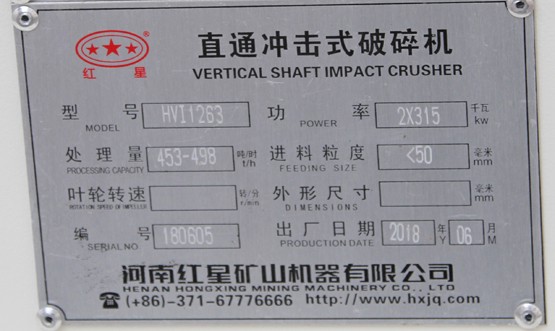 直通冲击式破碎机
VERTICAL SHAFT IMPACT CRUSHER
红星®
型号 HVI1263 功率 2X315 千瓦
MODEL POWER kw
处理量 453-498 吨/时 进料粒度 <50 毫米
PROCESSING CAPACITY t/h FEEDING SIZE mm
叶轮转速 转/分 外形尺寸 毫米
ROTATION SPEED OF IMPELLER r/min DIMENSIONS mm
编号 180605 出厂日期 2018 年 06 月
SERIAL NO. PRODUCTION DATE Y M
河南红星矿山机器有限公司
HENAN HONGXING MINING MACHINERY CO., LTD
☎(+86)-371-67776666 http://www.hxjq.com